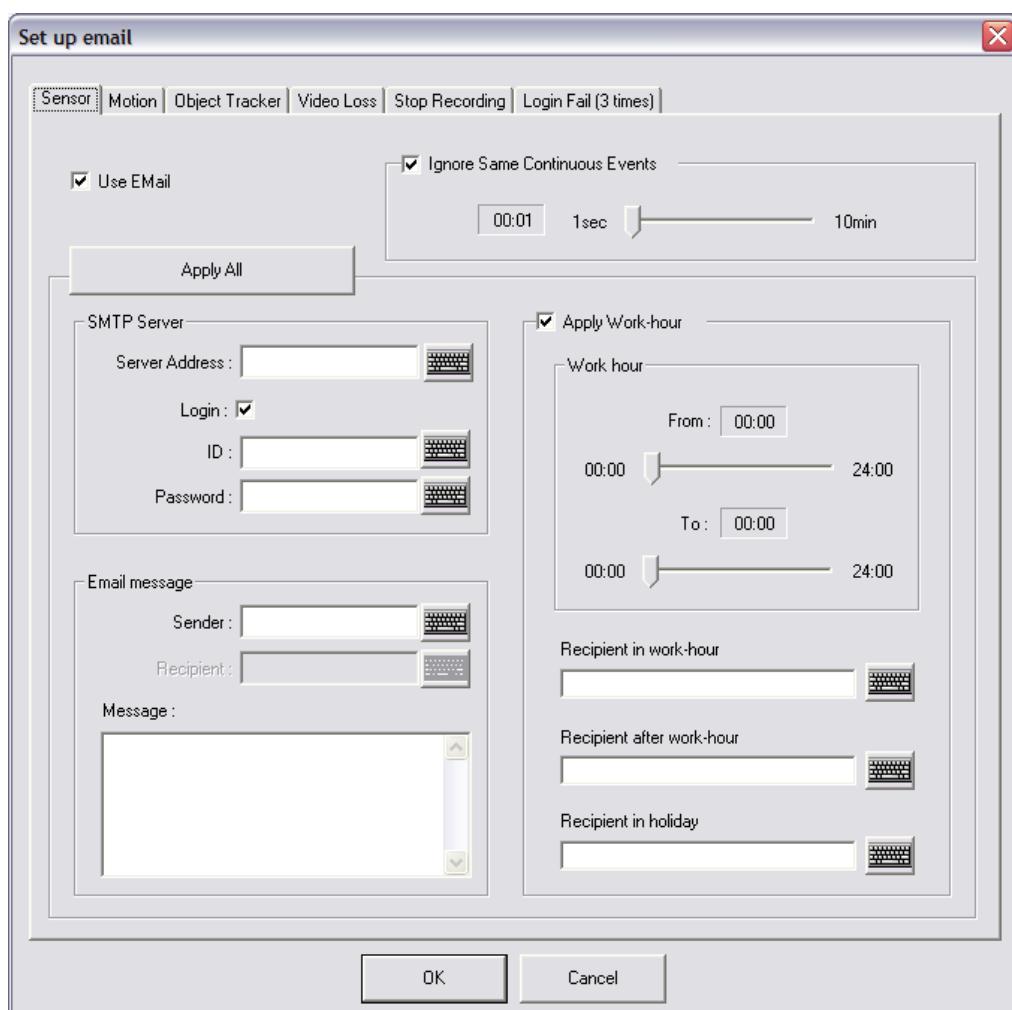 Set up email
Sensor Motion Object Tracker Video Loss Stop Recording Login Fail (3 times)
Use EMail
Ignore Same Continuous Events
00:01 1sec 10min
Apply All
SMTP Server
Server Address :
Login :
ID :
Password :
Email message
Sender :
Recipient :
Message :
Apply Work-hour
Work hour
From : 00:00
00:00 24:00
To : 00:00
00:00 24:00
Recipient in work-hour
Recipient after work-hour
Recipient in holiday
OK Cancel